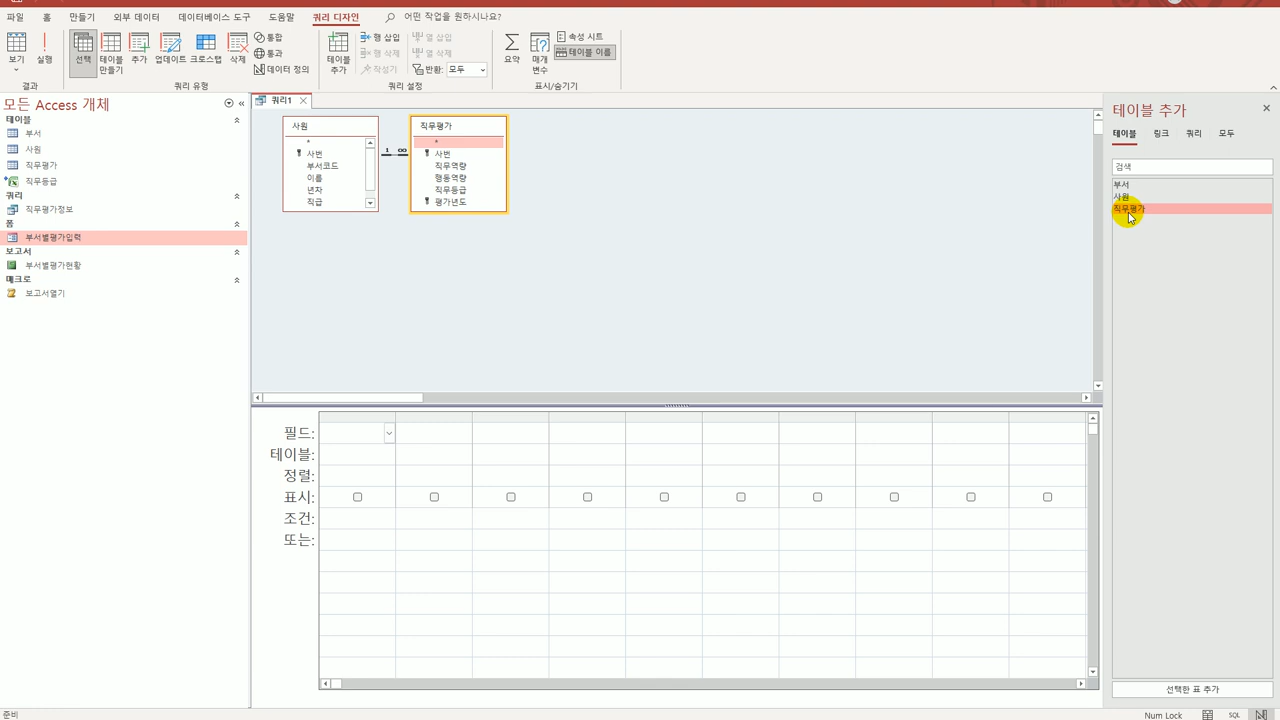 파일 홈 만들기 외부 데이터 데이터베이스 도구 도움말 쿼리 디자인 어떤 작업을 원하시나요?
보기 실행 선택 테이블 만들기 추가 업데이트 크로스탭 삭제
통합
통과
데이터 정의
테이블 추가
행 삽입
행 삭제
작성기
열 삽입
열 삭제
반환: 모두
요약 매개 변수
속성 시트
테이블 이름
결과 쿼리 유형 쿼리 설정 표시/숨기기
모든 Access 개체
테이블
부서
사원
직무평가
직무등급
쿼리
직무평가정보
폼
부서별평가입력
보고서
부서별평가현황
매크로
보고서열기
쿼리1
사원
*
사번
부서코드
이름
년차
직급
1 ∞
직무평가
*
사번
직무역량
행동역량
직무등급
평가년도
필드:
테이블:
정렬:
표시:
조건:
또는:
테이블 추가
테이블 링크 쿼리 모두
검색
부서
사원
직무평가
선택한 표 추가
준비
Num Lock SQL